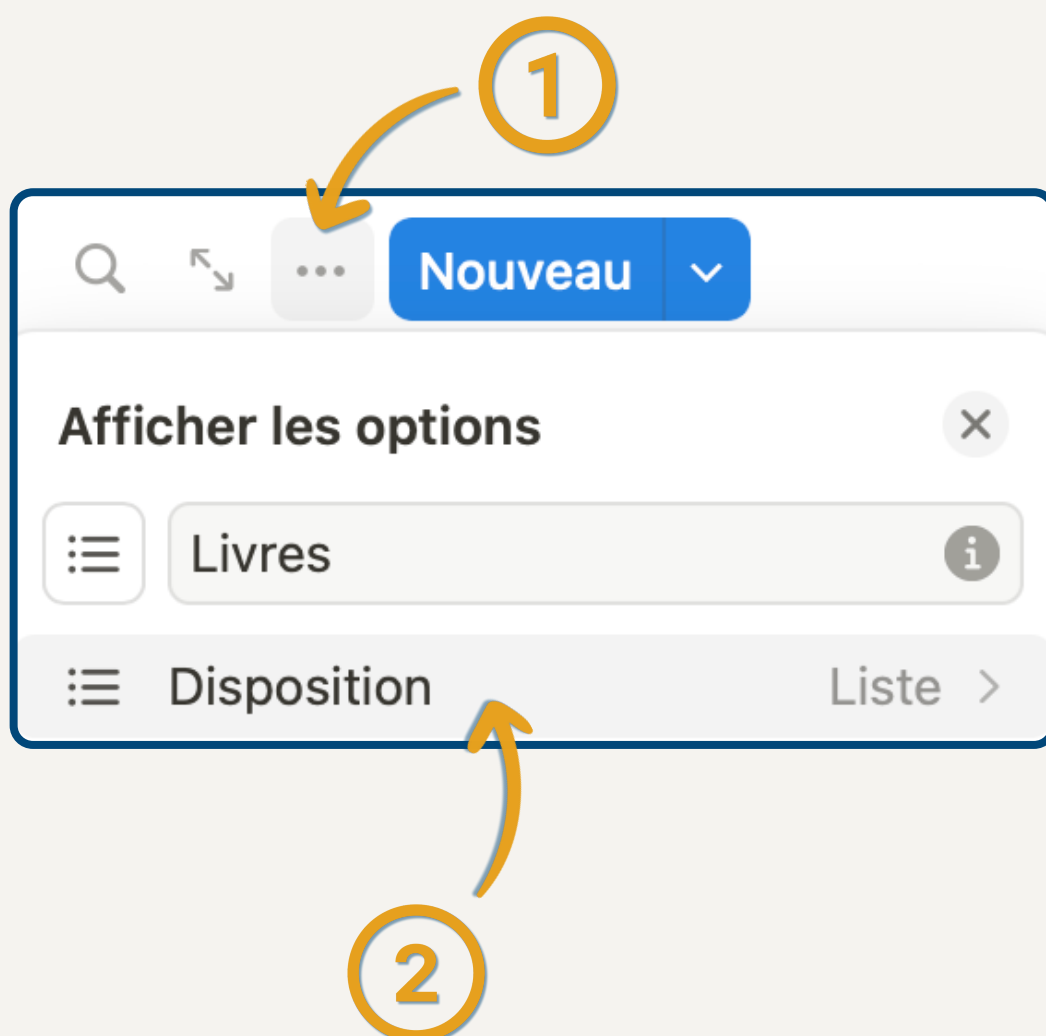 1
Nouveau
Afficher les options
Livres
Disposition Liste
2